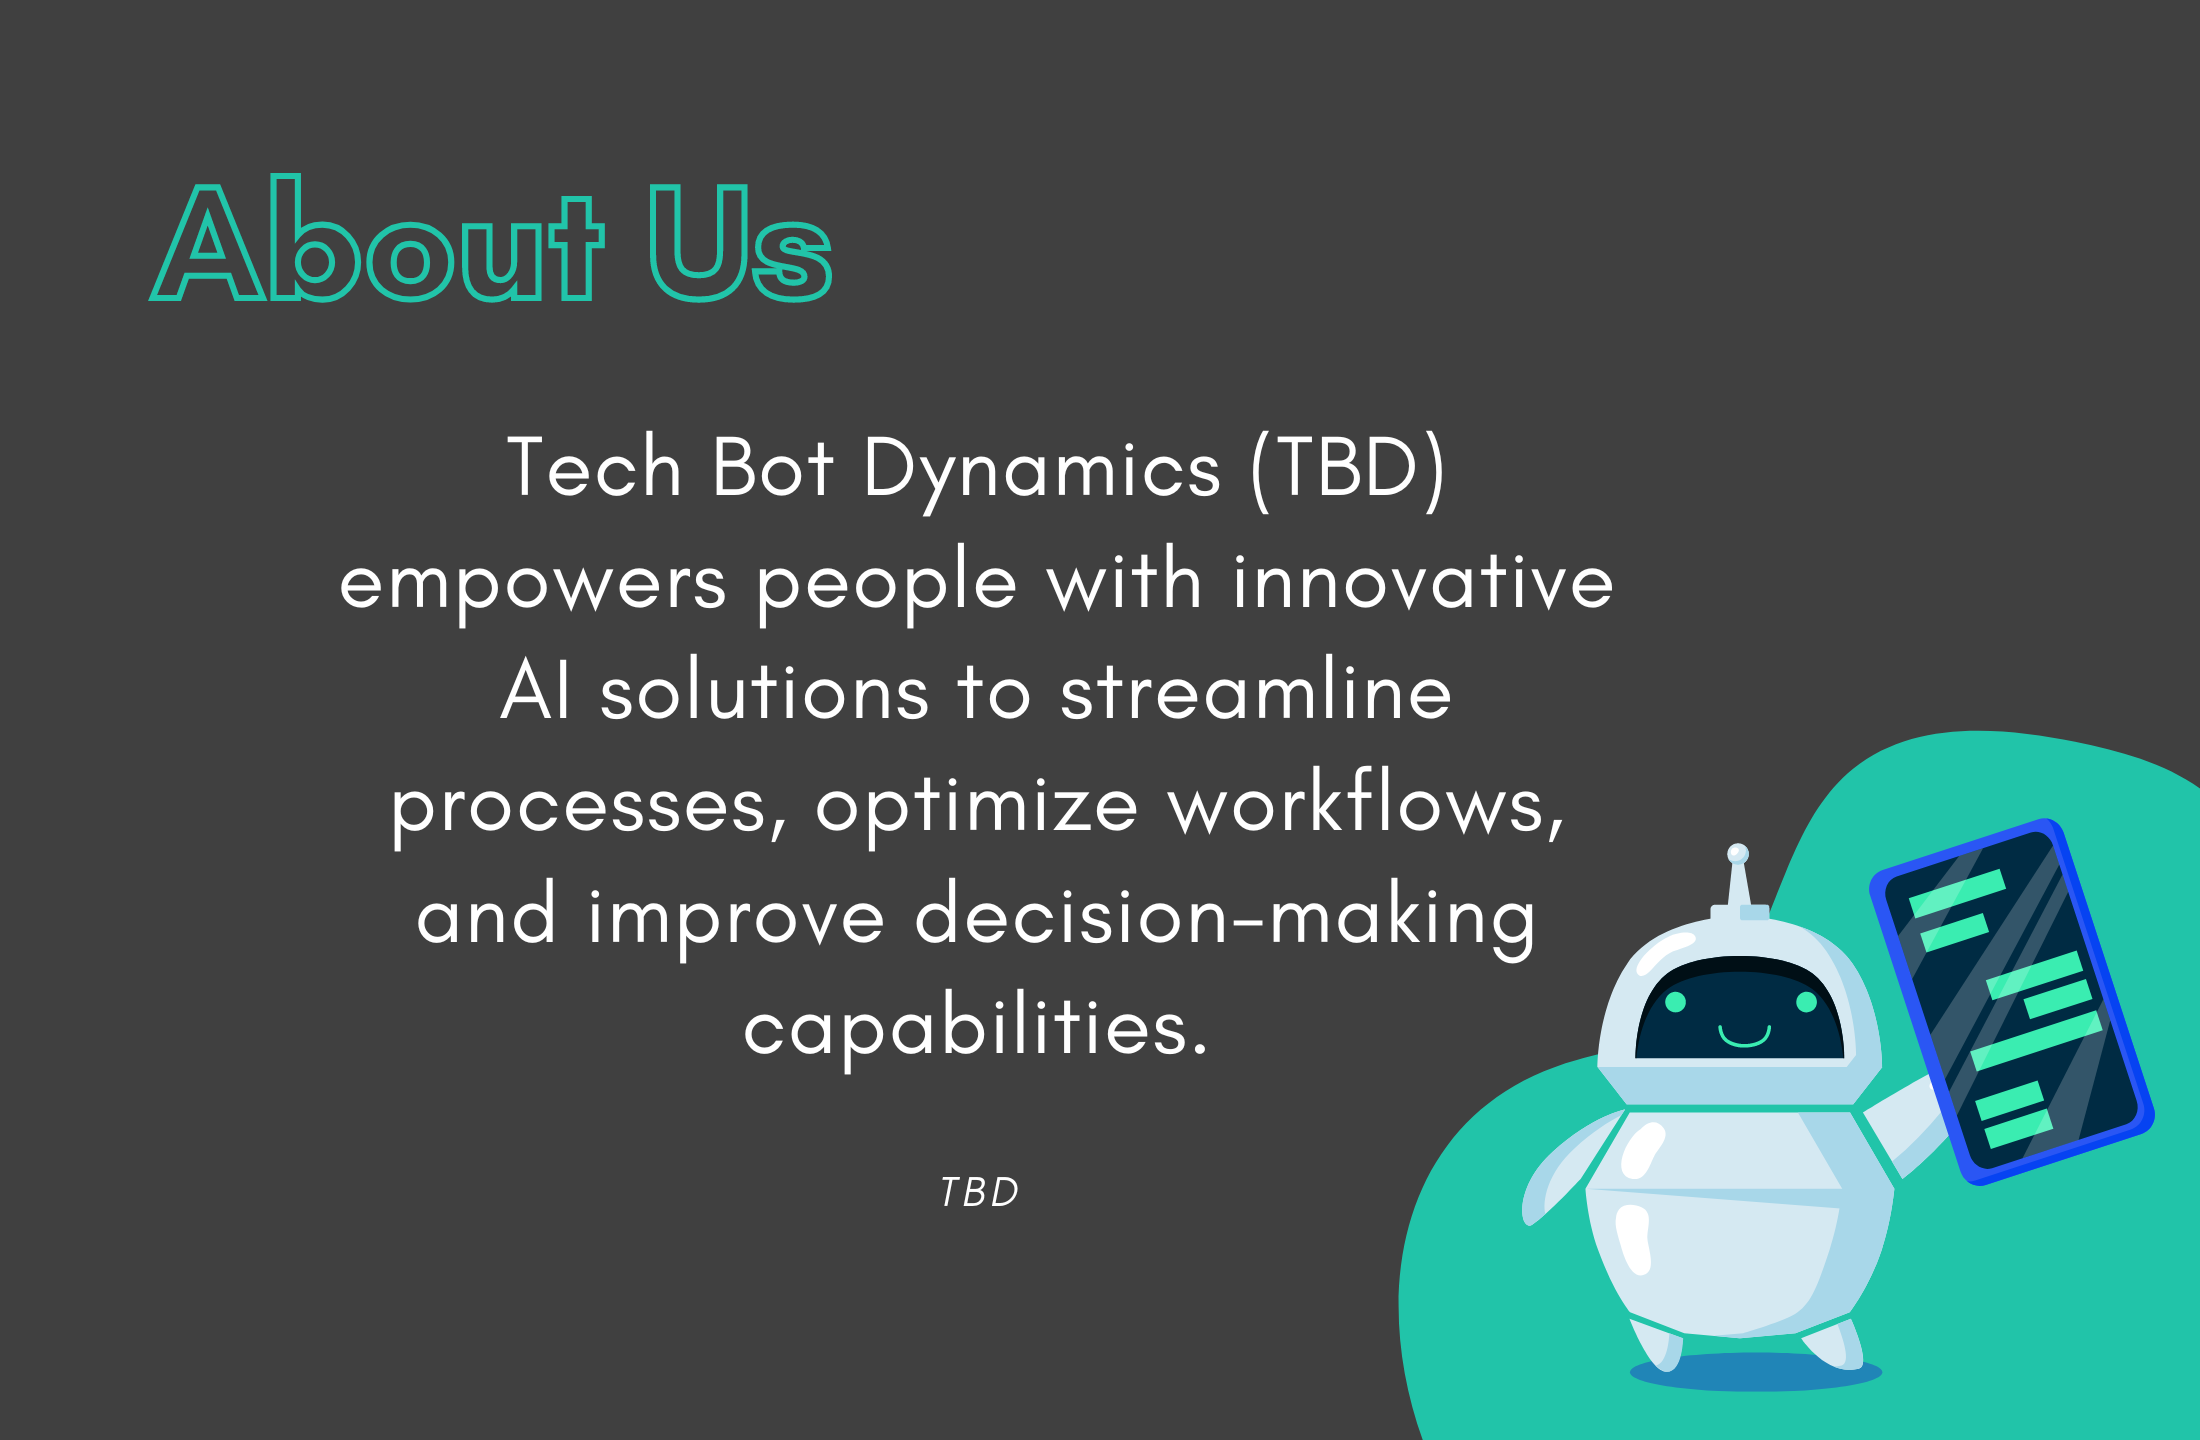 About Us
Tech Bot Dynamics (TBD)
empowers people with innovative
AI solutions to streamline
processes, optimize workflows,
and improve decision-making
capabilities.
TBD